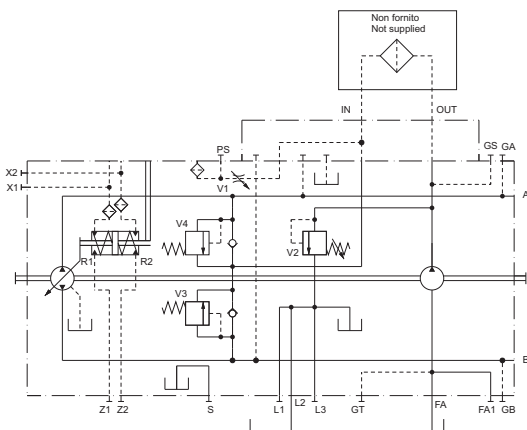 Non fornito
Not supplied
IN
OUT
PS
GS
GA
X2
X1
V1
A
V4
V2
R1
R2
V3
B
Z1
Z2
S
L1
L2
L3
GT
FA
FA1
GB